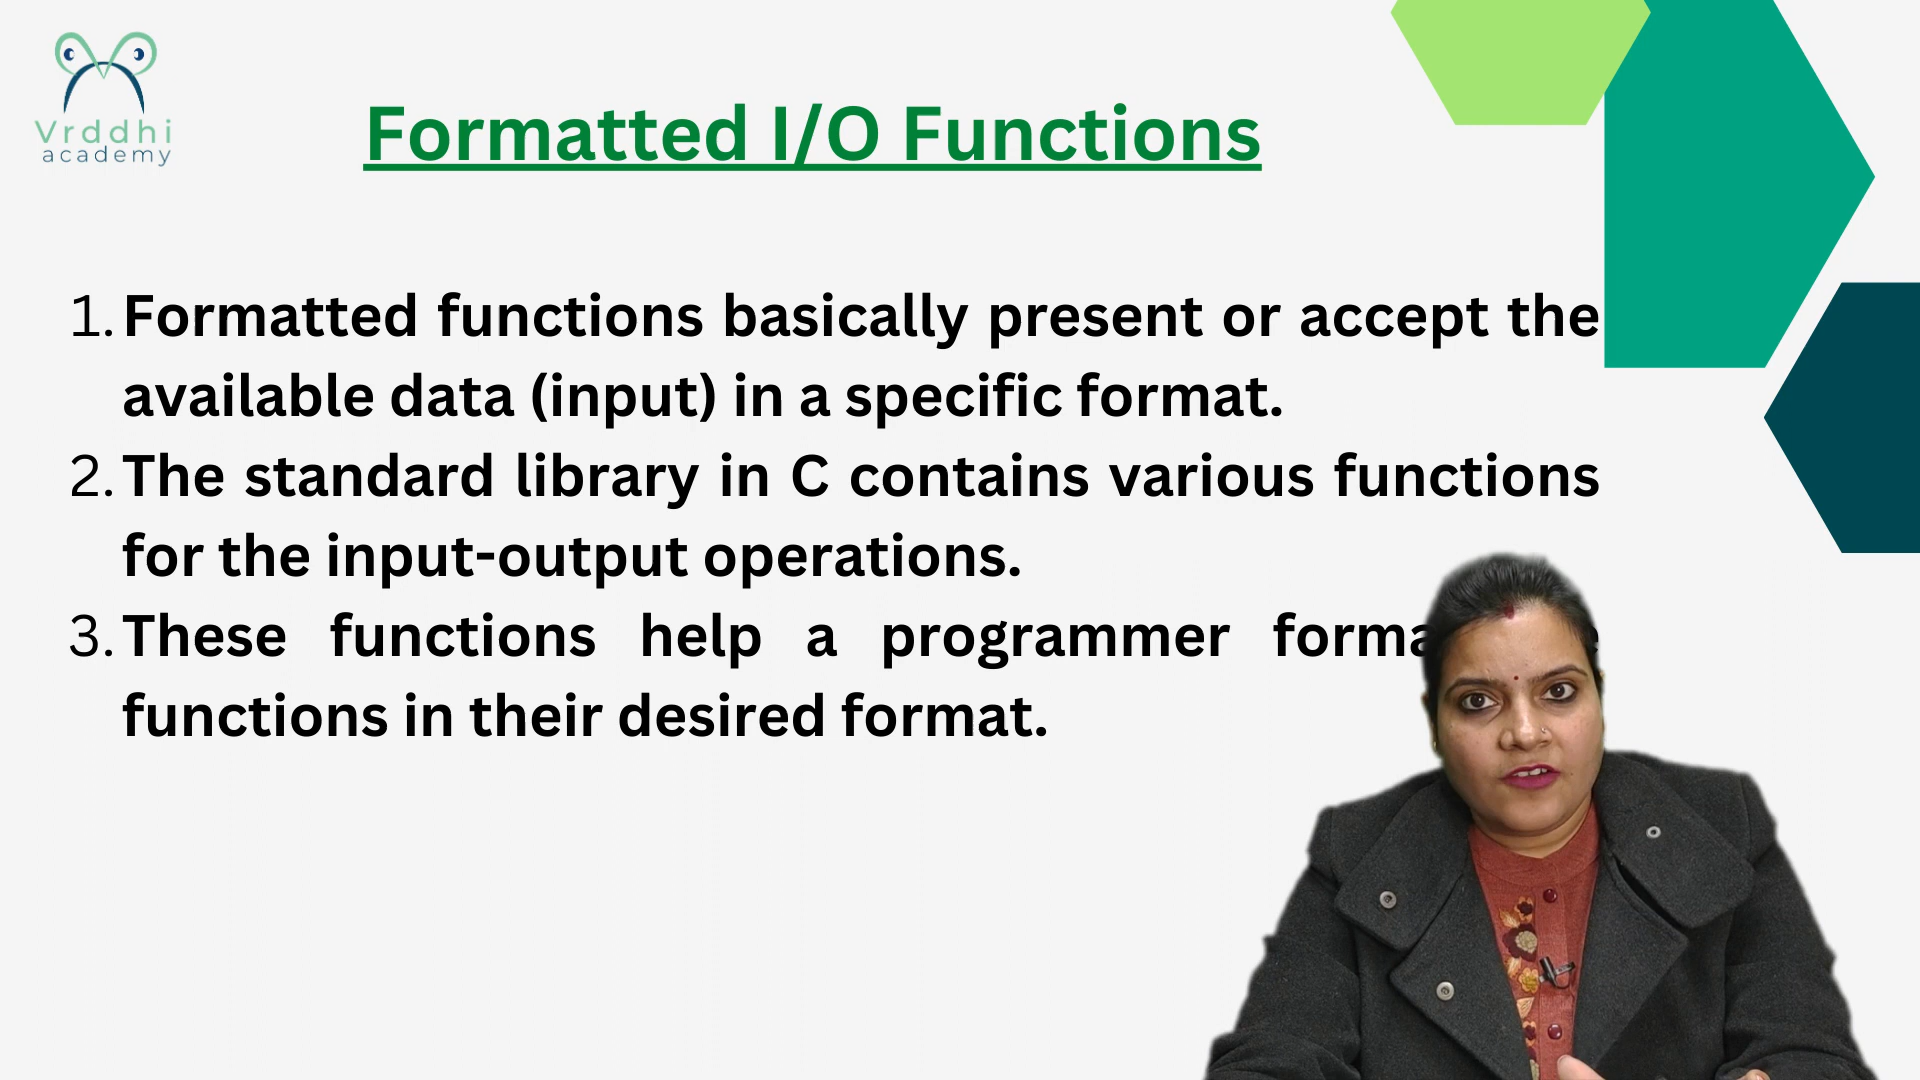 Vrddhi
academy
Formatted I/O Functions
1. Formatted functions basically present or accept the
available data (input) in a specific format.
2. The standard library in C contains various functions
for the input-output operations.
3. These functions help a programmer
functions in their desired format.